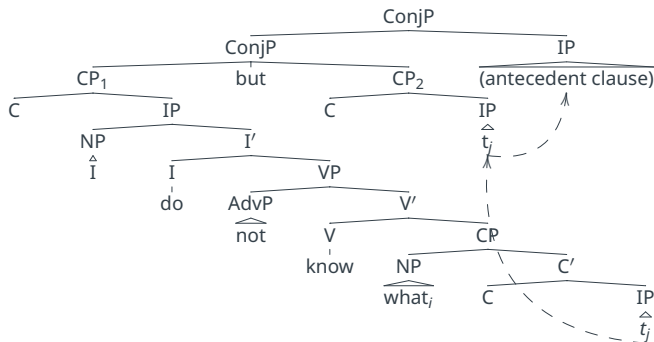 ConjP
ConjP IP
CP₁ but CP₂ (antecedent clause)
C IP C IP
NP I′ tⱼ
I I VP
do AdvP V′
not V CP
know NP C′
whatᵢ C IP
tⱼ